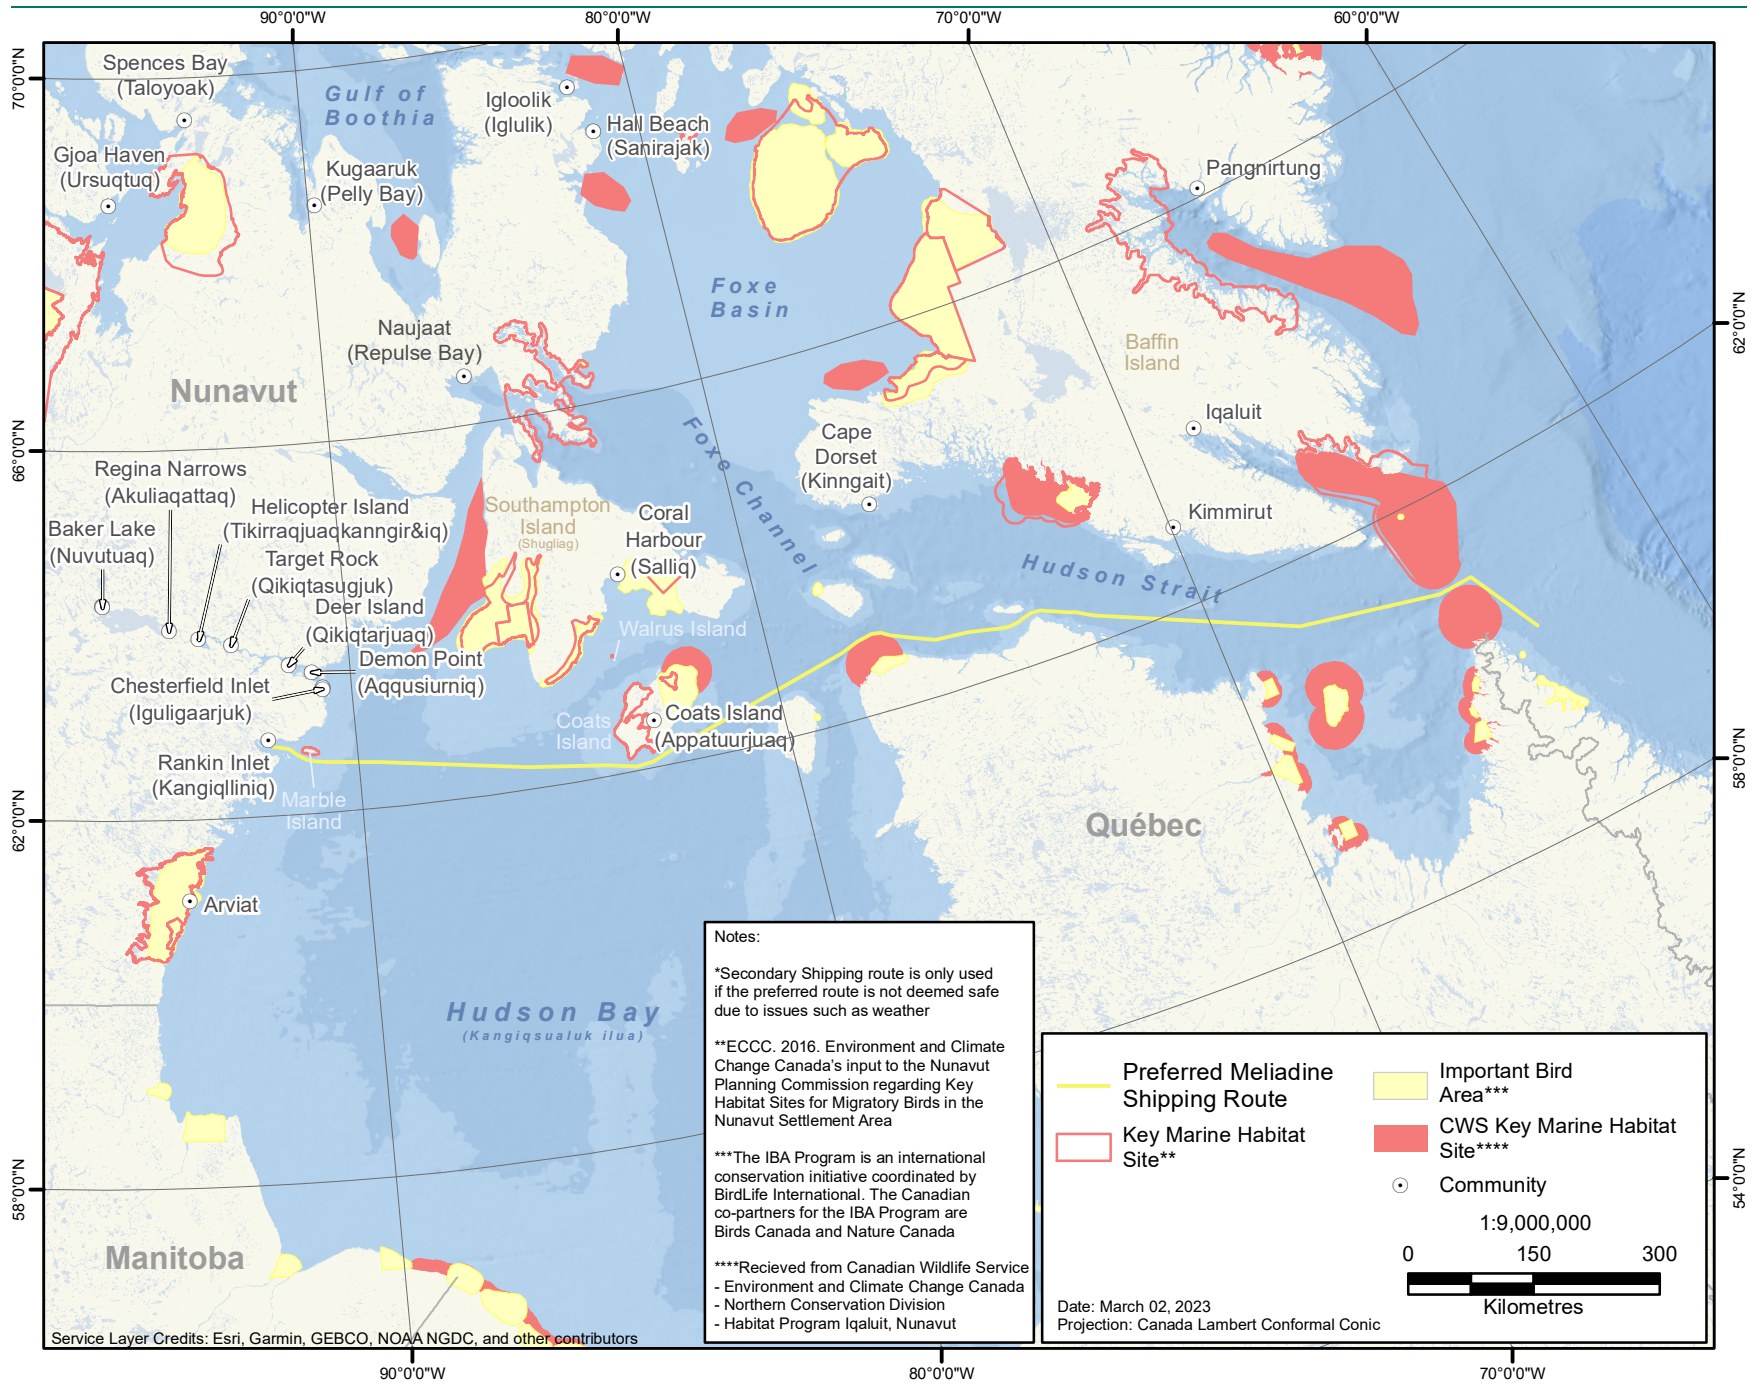 90°0'0"W
80°0'0"W
70°0'0"W
60°0'0"W
70°0'0"N
66°0'0"N
62°0'0"N
58°0'0"N
62°0'0"N
58°0'0"N
54°0'0"N
90°0'0"W
80°0'0"W
70°0'0"W
Spences Bay
(Taloyoak)
Gulf of
Boothia
Igloolik
(Iglulik)
Hall Beach
(Sanirajak)
Gjoa Haven
(Ursuqtuq)
Kugaaruk
(Pelly Bay)
Pangnirtung
Foxe
Basin
Naujaat
(Repulse Bay)
Baffin
Island
Nunavut
Iqaluit
Cape
Dorset
(Kinngait)
Foxe Channel
Regina Narrows
(Akuliaqattaq)
Helicopter Island
(Tikirraqjuaqkanngir&iq)
Baker Lake
(Nuvutuaq)
Target Rock
(Qikiqtasugjuk)
Deer Island
(Qikiqtarjuaq)
Demon Point
(Aqqusiurniq)
Chesterfield Inlet
(Iguligaarjuk)
Southampton
Island
(Shugliag)
Coral
Harbour
(Salliq)
Kimmirut
Hudson Strait
Walrus Island
Coats
Island
Coats Island
(Appatuurjuaq)
Rankin Inlet
(Kangiqlliniq)
Marble
Island
Québec
Arviat
Hudson Bay
(Kangiqsualuk ilua)
Manitoba
Service Layer Credits: Esri, Garmin, GEBCO, NOAA NGDC, and other contributors
Notes:
*Secondary Shipping route is only used
if the preferred route is not deemed safe
due to issues such as weather
**ECCC. 2016. Environment and Climate
Change Canada's input to the Nunavut
Planning Commission regarding Key
Habitat Sites for Migratory Birds in the
Nunavut Settlement Area
***The IBA Program is an international
conservation initiative coordinated by
BirdLife International. The Canadian
co-partners for the IBA Program are
Birds Canada and Nature Canada
****Recieved from Canadian Wildlife Service
- Environment and Climate Change Canada
- Northern Conservation Division
- Habitat Program Iqaluit, Nunavut
Preferred Meliadine
Shipping Route
Key Marine Habitat
Site**
Important Bird
Area***
CWS Key Marine Habitat
Site****
Community
1:9,000,000
0 150 300
Kilometres
Date: March 02, 2023
Projection: Canada Lambert Conformal Conic